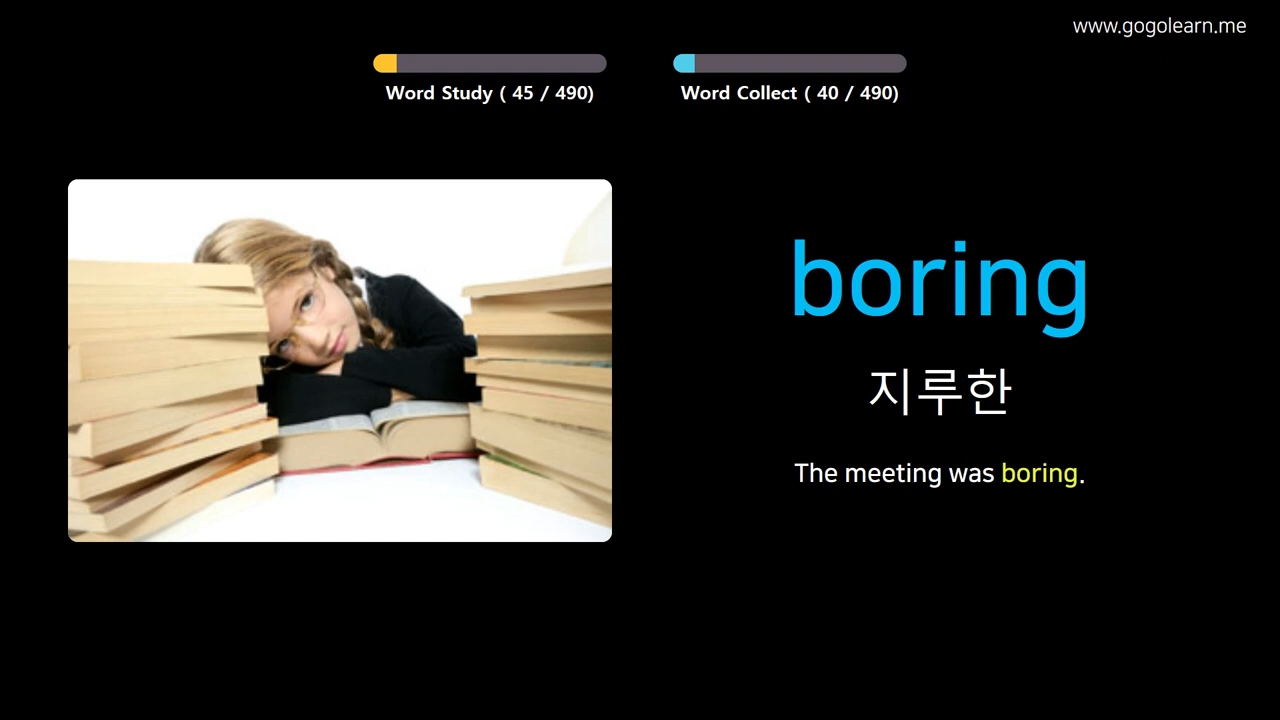 www.gogolearn.me
Word Study ( 45 / 490)
Word Collect ( 40 / 490)
boring
지루한
The meeting was boring.